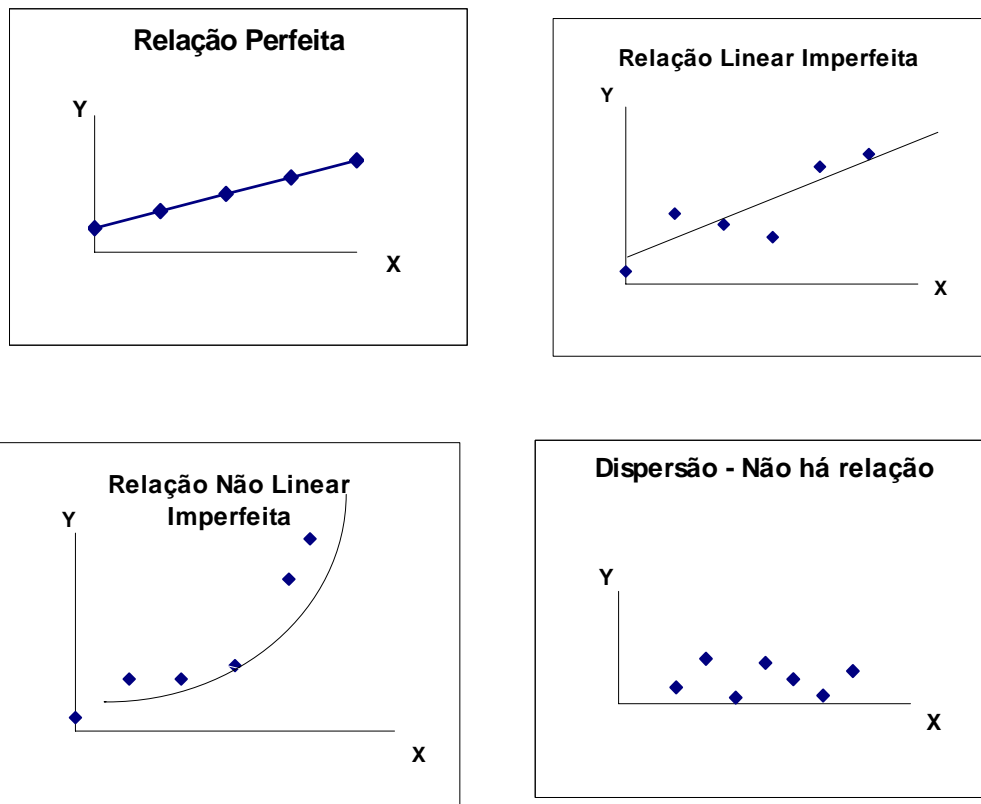 Relação Perfeita
Y
X
Relação Linear Imperfeita
Y
X
Relação Não Linear
Imperfeita
Y
X
Dispersão - Não há relação
Y
X